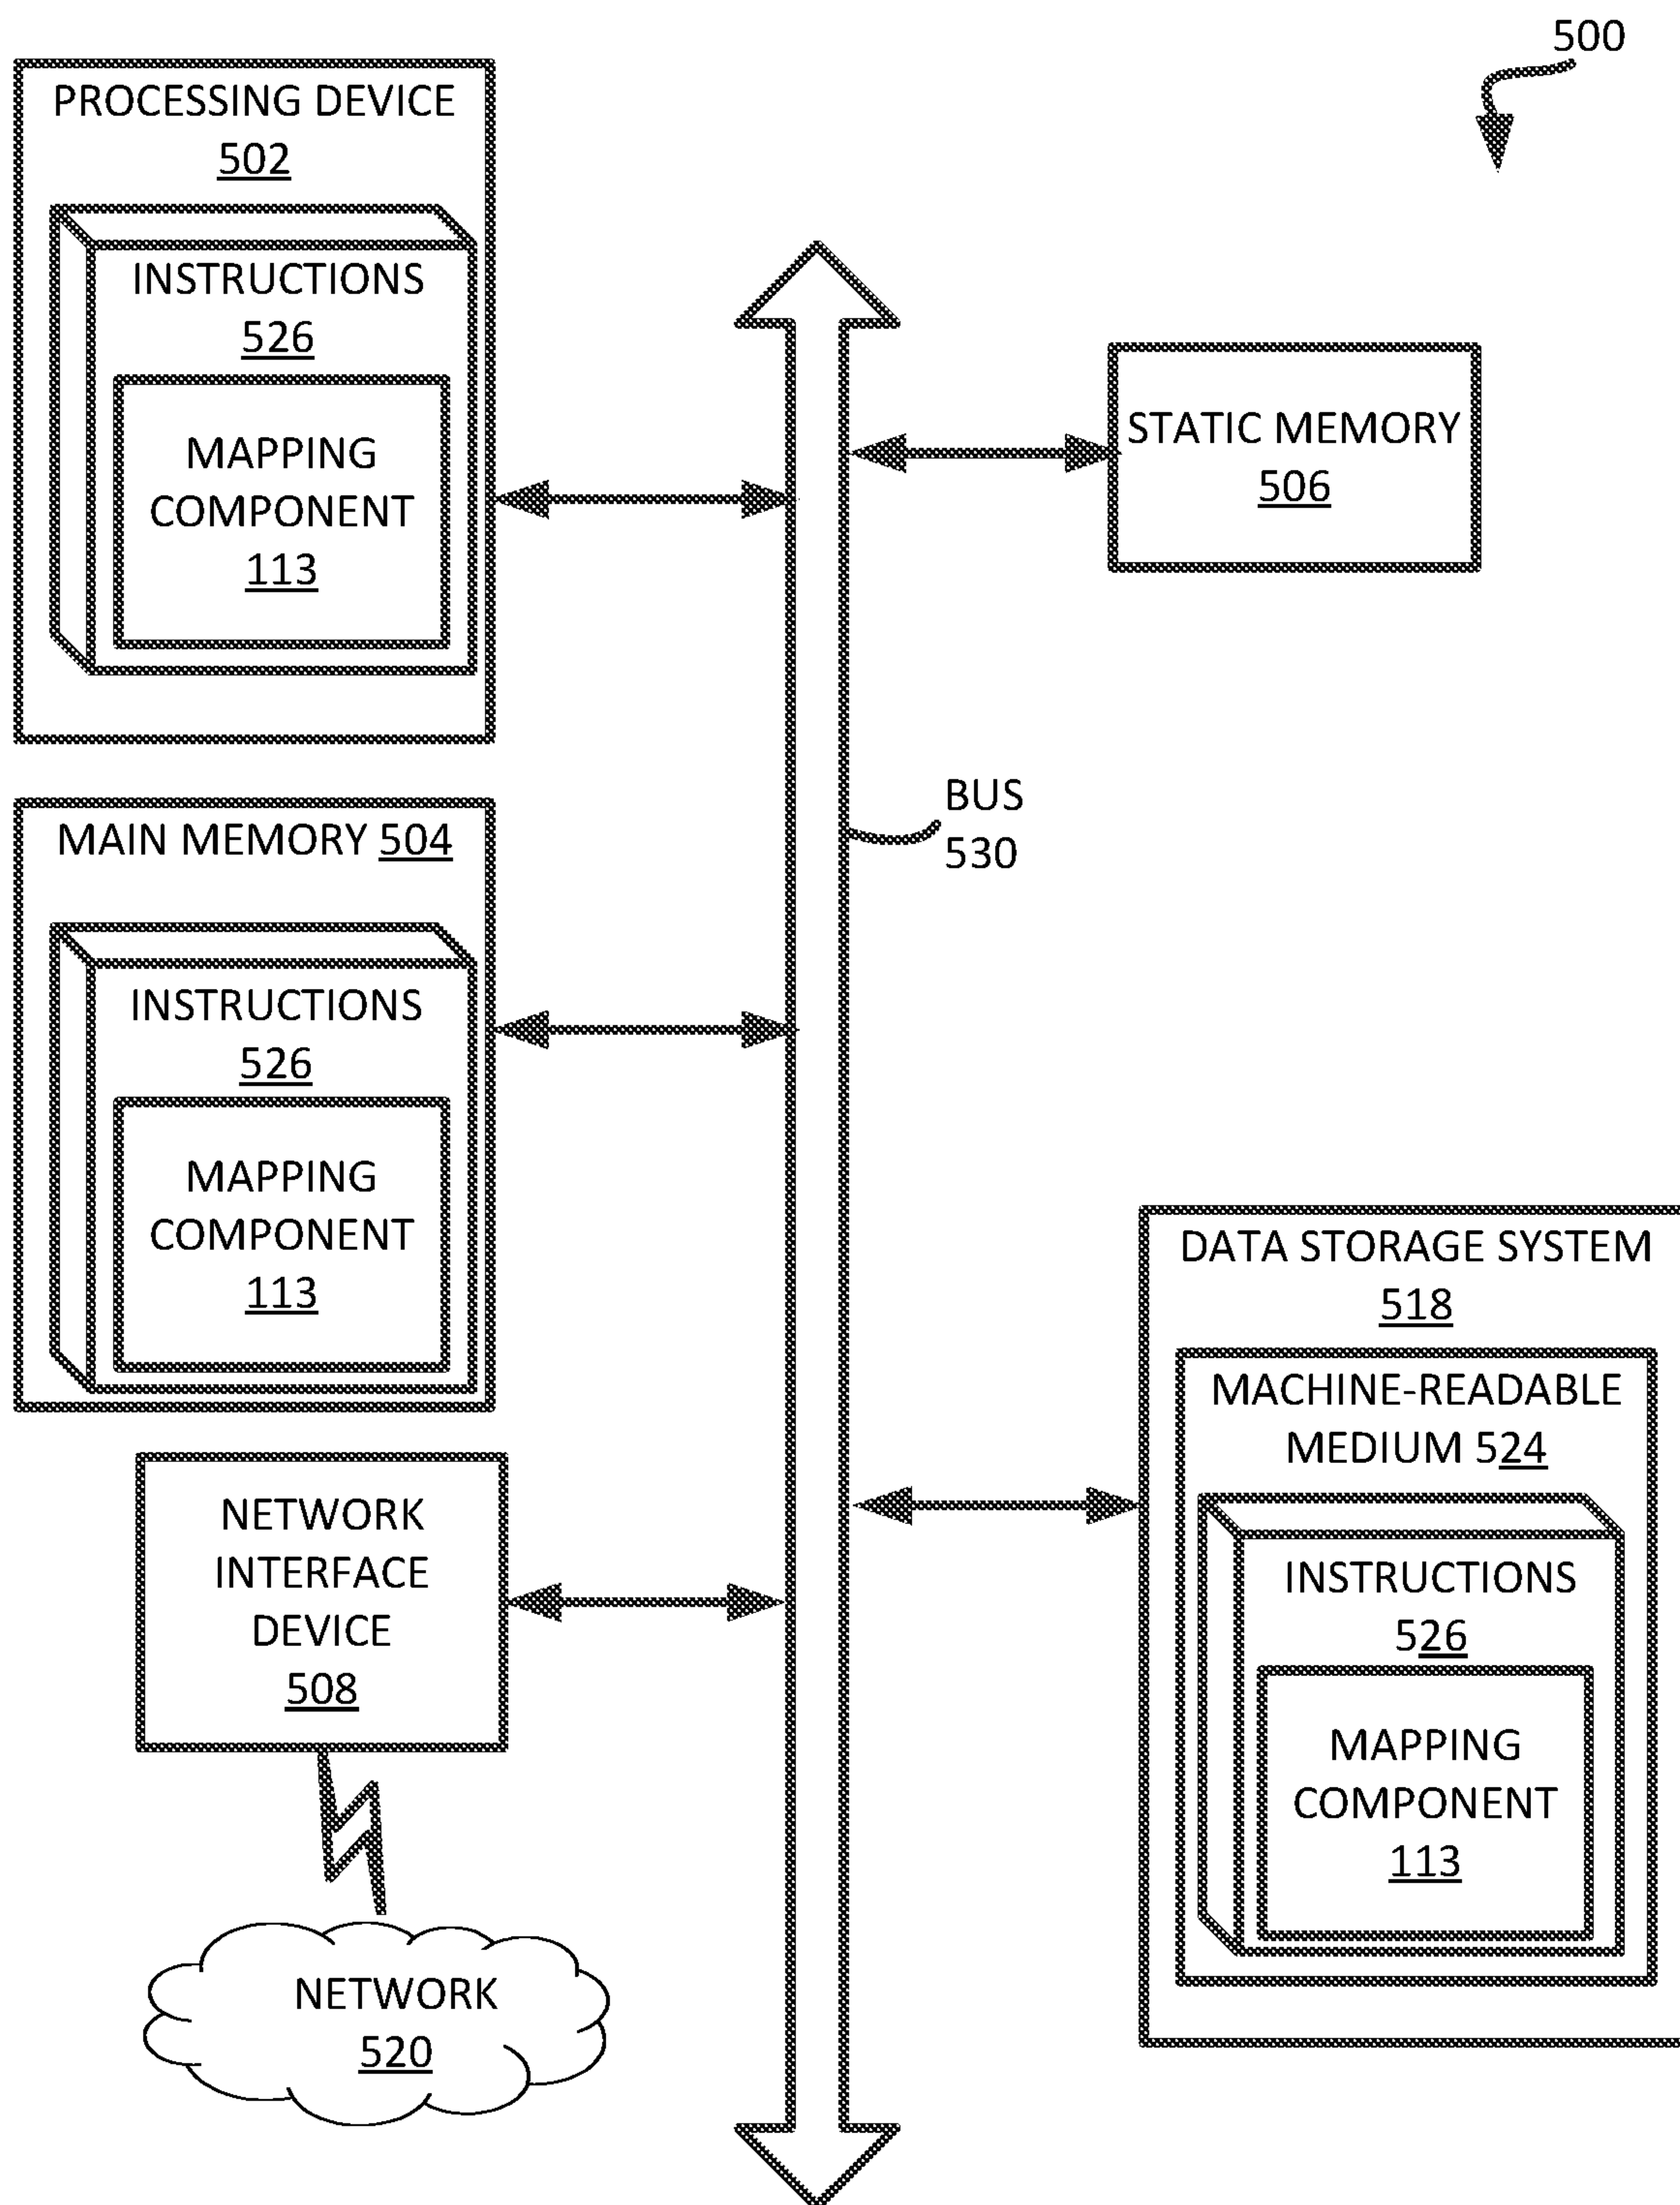 500
PROCESSING DEVICE
502
INSTRUCTIONS
526
MAPPING
COMPONENT
113
STATIC MEMORY
506
BUS
530
MAIN MEMORY 504
INSTRUCTIONS
526
MAPPING
COMPONENT
113
DATA STORAGE SYSTEM
518
MACHINE-READABLE
MEDIUM 524
INSTRUCTIONS
526
MAPPING
COMPONENT
113
NETWORK
INTERFACE
DEVICE
508
NETWORK
520